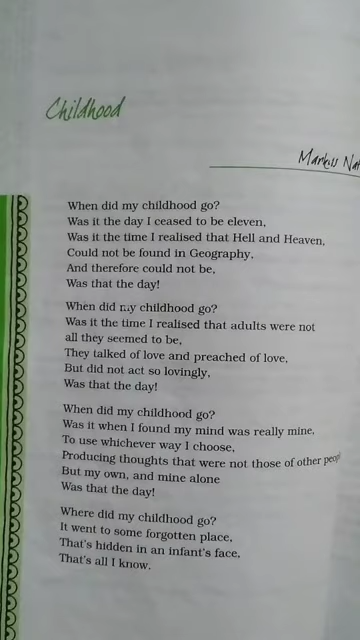 Childhood
Markus
When did my childhood go?
Was it the day I ceased to be eleven,
Was it the time I realised that Hell and Heaven,
Could not be found in Geography,
And therefore could not be,
Was that the day!
When did my childhood go?
Was it the time I realised that adults were not
all they seemed to be,
They talked of love and preached of love,
But did not act so lovingly,
Was that the day!
When did my childhood go?
Was it when I found my mind was really mine,
To use whichever way I choose,
Producing thoughts that were not those of other peop
But my own, and mine alone
Was that the day!
Where did my childhood go?
It went to some forgotten place,
That's hidden in an infant's face,
That's all I know.